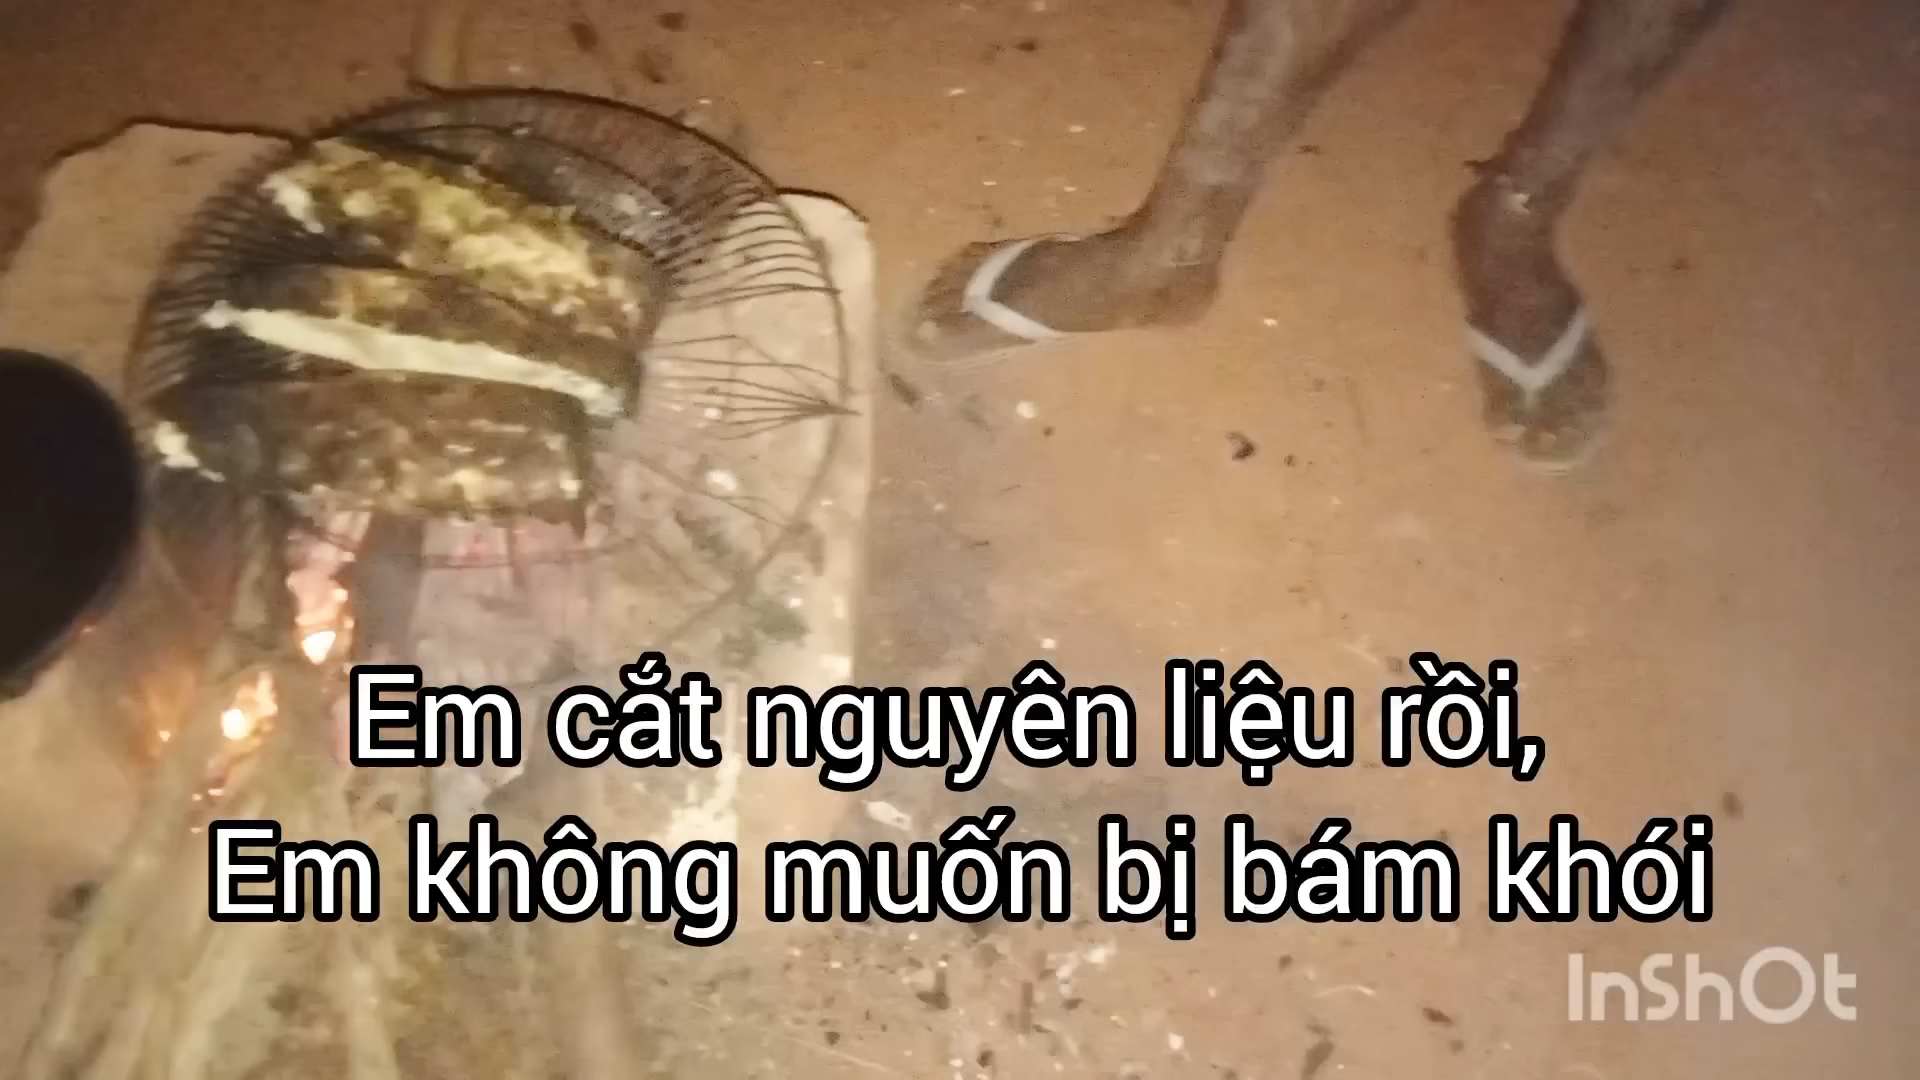 Em cắt nguyên liệu rồi,
Em không muốn bị bám khói
InShOt